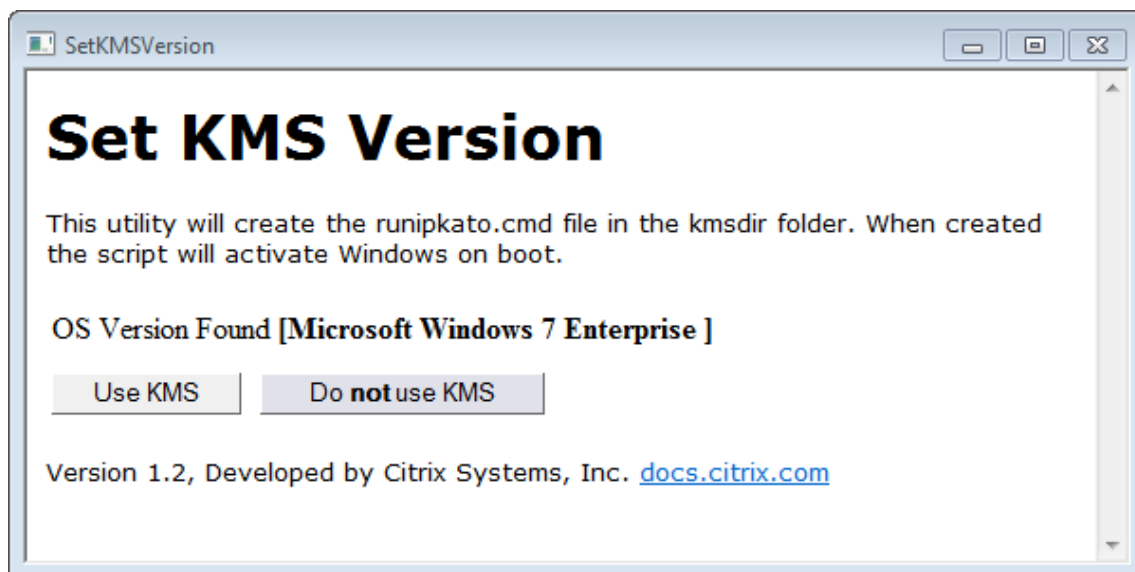 SetKMSVersion
Set KMS Version
This utility will create the runipkato.cmd file in the kmsdir folder. When created
the script will activate Windows on boot.
OS Version Found [Microsoft Windows 7 Enterprise ]
Use KMS Do not use KMS
Version 1.2, Developed by Citrix Systems, Inc. docs.citrix.com